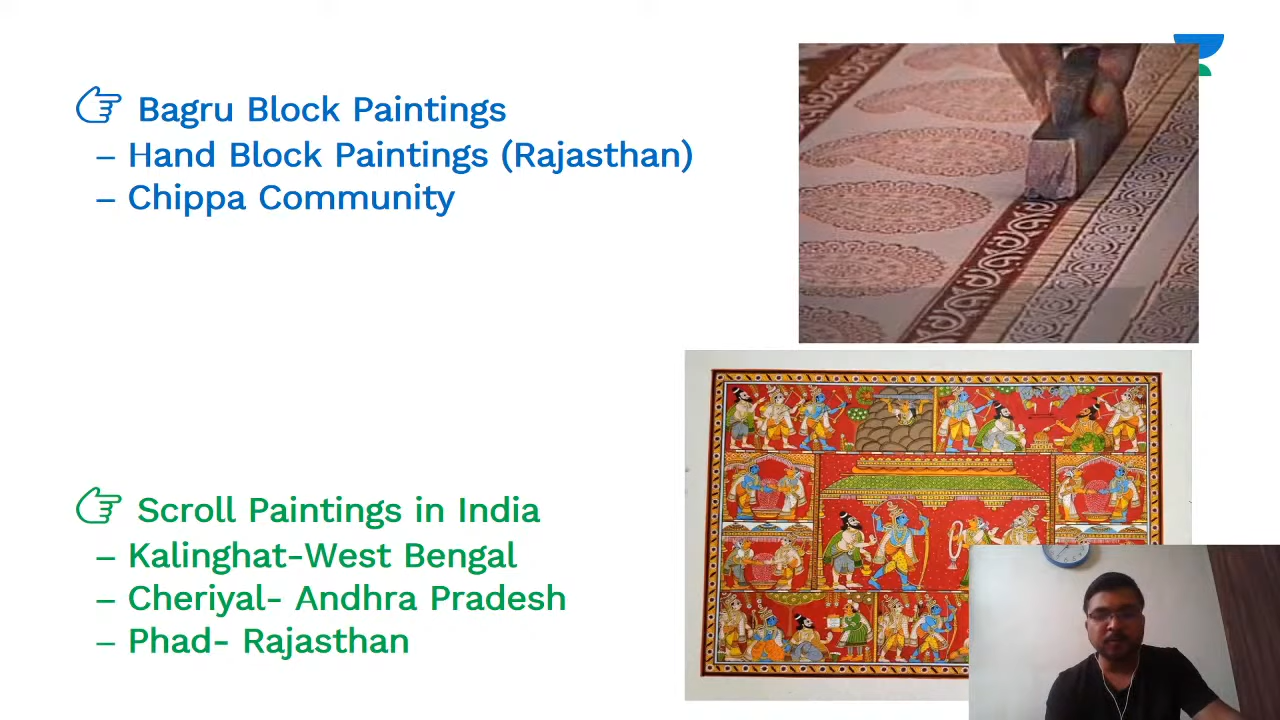 Bagru Block Paintings
– Hand Block Paintings (Rajasthan)
– Chippa Community
Scroll Paintings in India
– Kalinghat-West Bengal
– Cheriyal- Andhra Pradesh
– Phad- Rajasthan